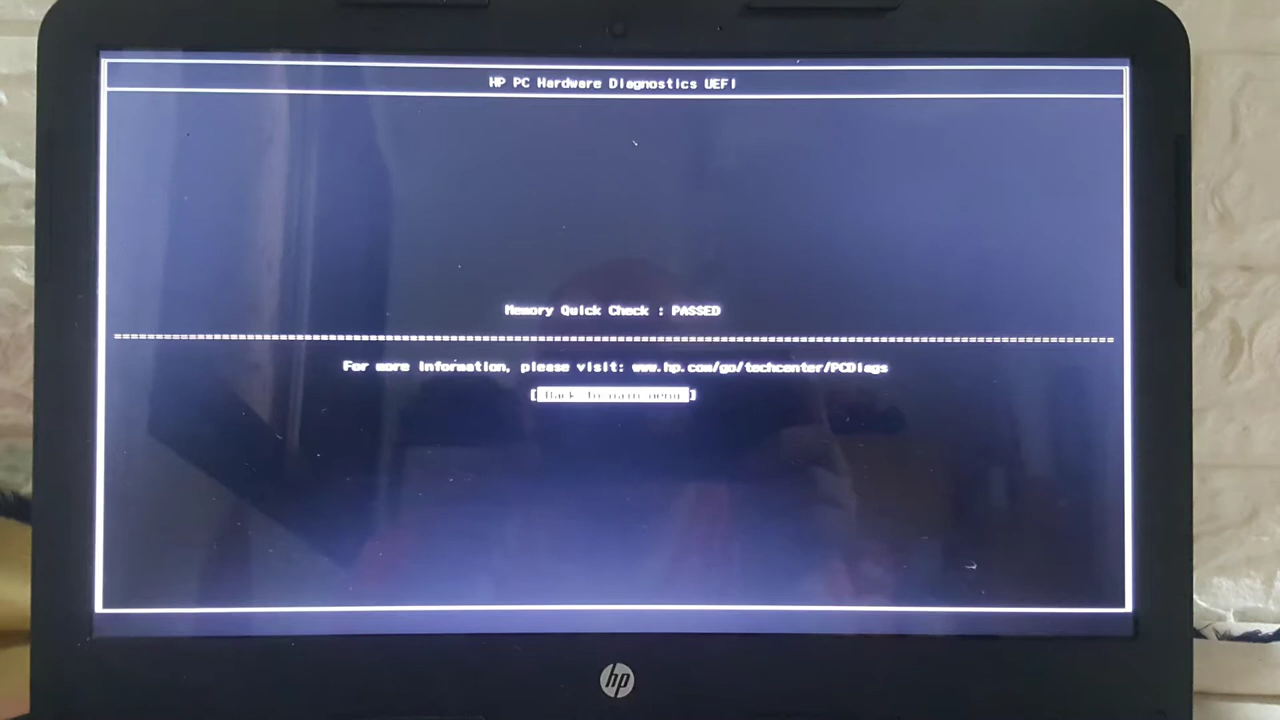 HP PC Hardware Diagnostics UEFI
Memory Quick Check : PASSED
For more information, please visit: www.hp.com/go/techcenter/PCDiags
[ Back to main menu ]
hp